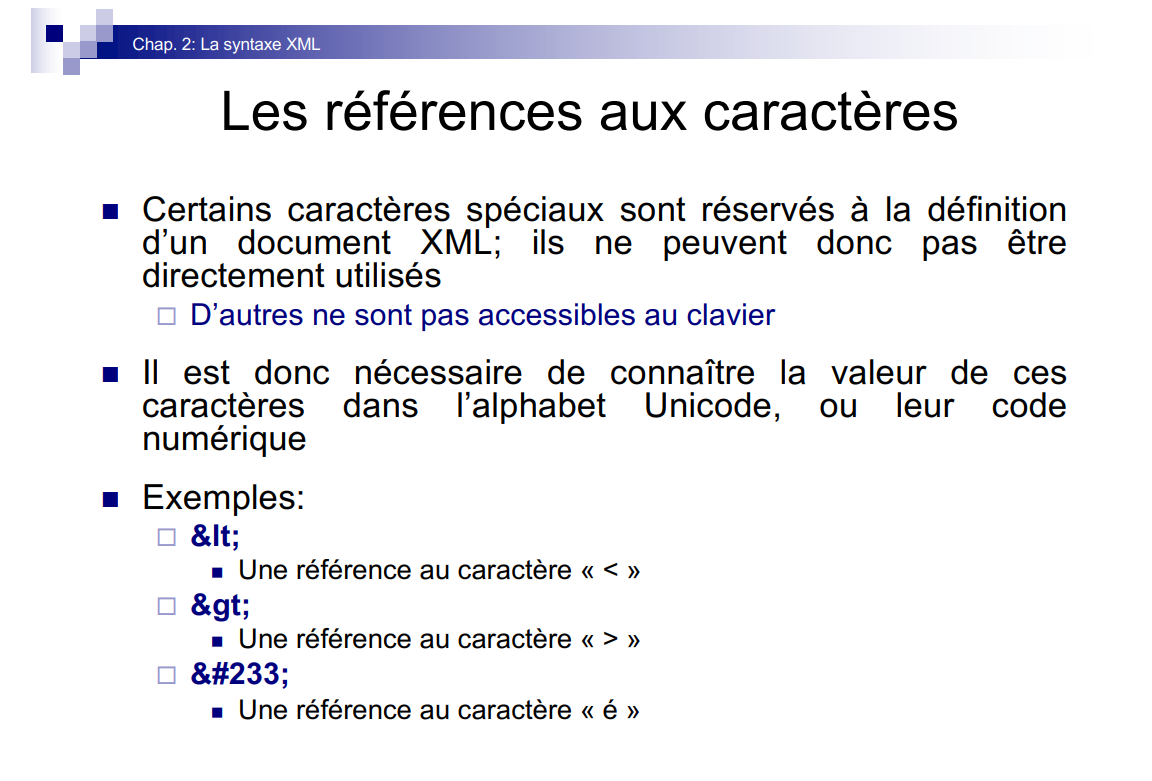 Chap. 2: La syntaxe XML
Les références aux caractères
Certains caractères spéciaux sont réservés à la définition
d’un document XML; ils ne peuvent donc pas être
directement utilisés
D’autres ne sont pas accessibles au clavier
Il est donc nécessaire de connaître la valeur de ces
caractères dans l’alphabet Unicode, ou leur code
numérique
Exemples:
&lt;
Une référence au caractère « < »
&gt;
Une référence au caractère « > »
&#233;
Une référence au caractère « é »